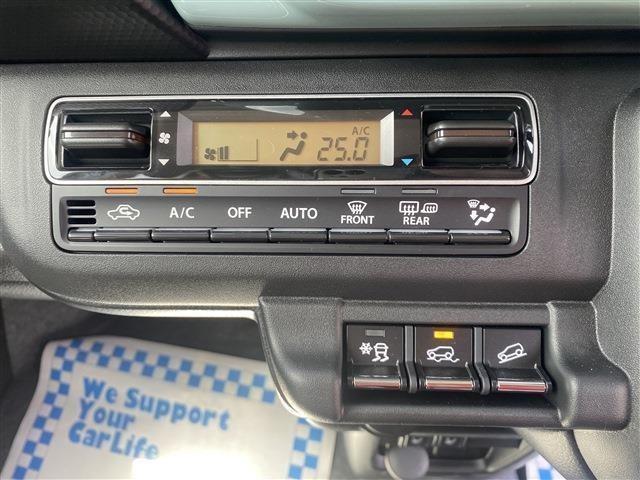 A/C
25.0
A/C OFF AUTO FRONT REAR
We Support
Your
CarLife